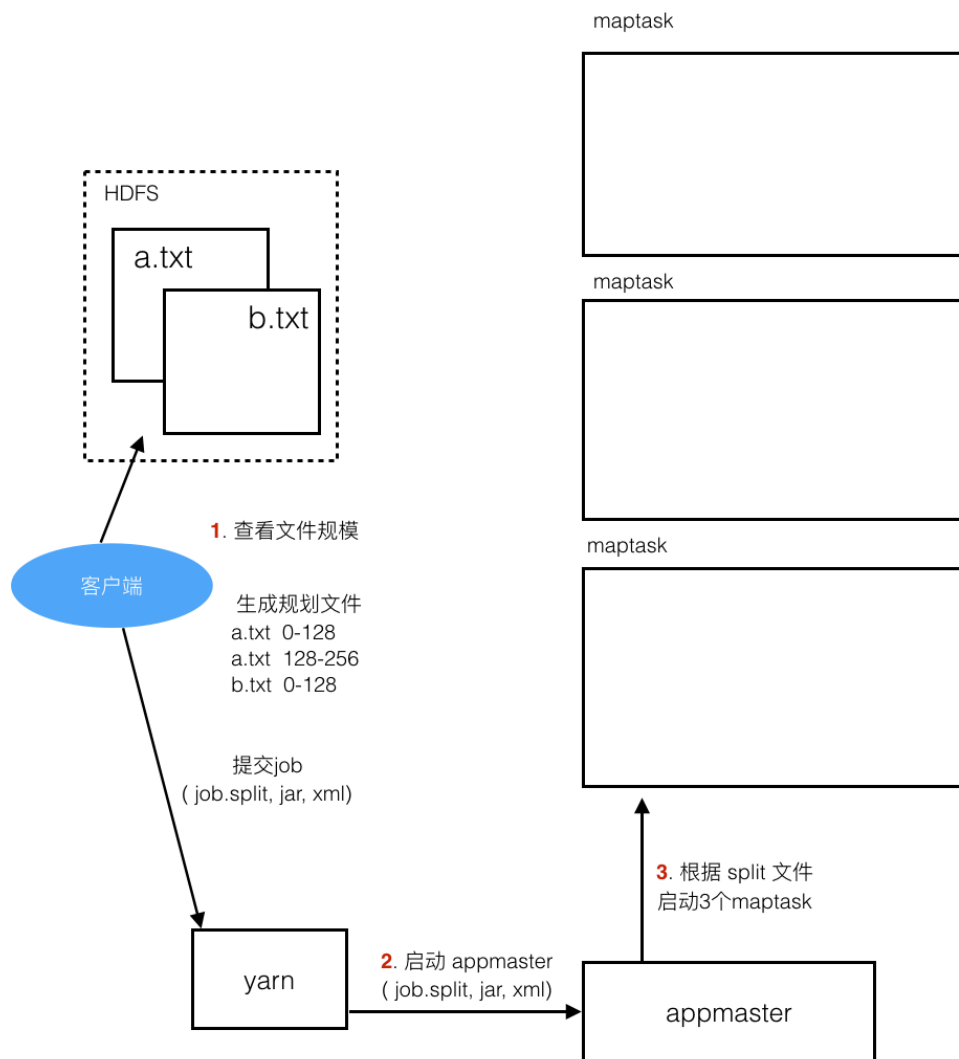 maptask
HDFS
a.txt
b.txt
maptask
1. 查看文件规模
maptask
客户端
生成规划文件
a.txt 0-128
a.txt 128-256
b.txt 0-128
提交job
( job.split, jar, xml)
3. 根据 split 文件
启动3个maptask
yarn
2. 启动 appmaster
( job.split, jar, xml)
appmaster